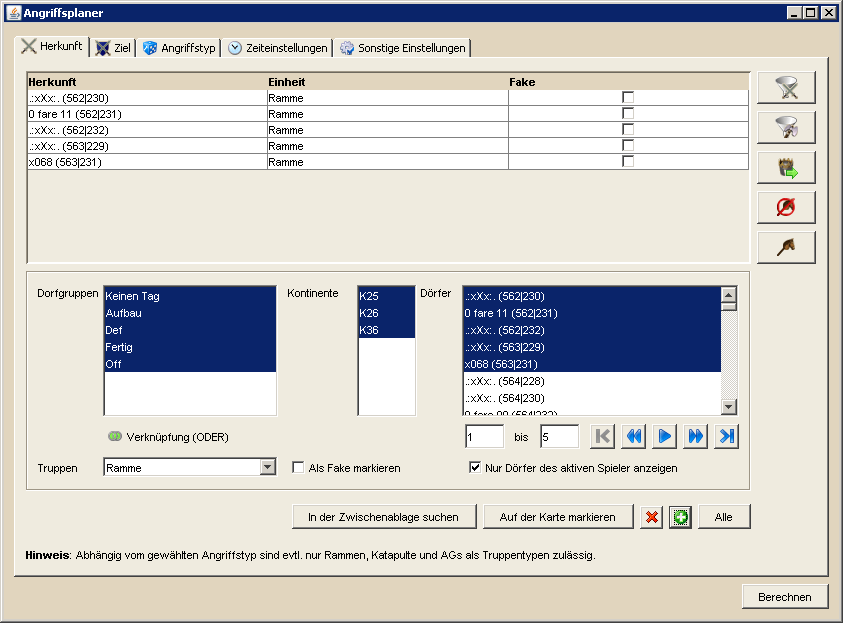 Angriffsplaner
Herkunft Ziel Angriffstyp Zeiteinstellungen Sonstige Einstellungen
Herkunft Einheit Fake
.:xXx:. (562|230) Ramme
0 fare 11 (562|231) Ramme
.:xXx:. (562|232) Ramme
.:xXx:. (563|229) Ramme
x068 (563|231) Ramme
Dorfgruppen Keinen Tag Kontinente K25 Dörfer .:xXx:. (562|230)
Aufbau K26 0 fare 11 (562|231)
Def K36 .:xXx:. (562|232)
Fertig .:xXx:. (563|229)
Off x068 (563|231)
.:xXx:. (564|228)
.:xXx:. (564|230)
0 fare 00 (564|232)
Verknüpfung (ODER) 1 bis 5
Truppen Ramme Als Fake markieren Nur Dörfer des aktiven Spieler anzeigen
In der Zwischenablage suchen Auf der Karte markieren Alle
Hinweis: Abhängig vom gewählten Angriffstyp sind evtl. nur Rammen, Katapulte und AGs als Truppentypen zulässig.
Berechnen